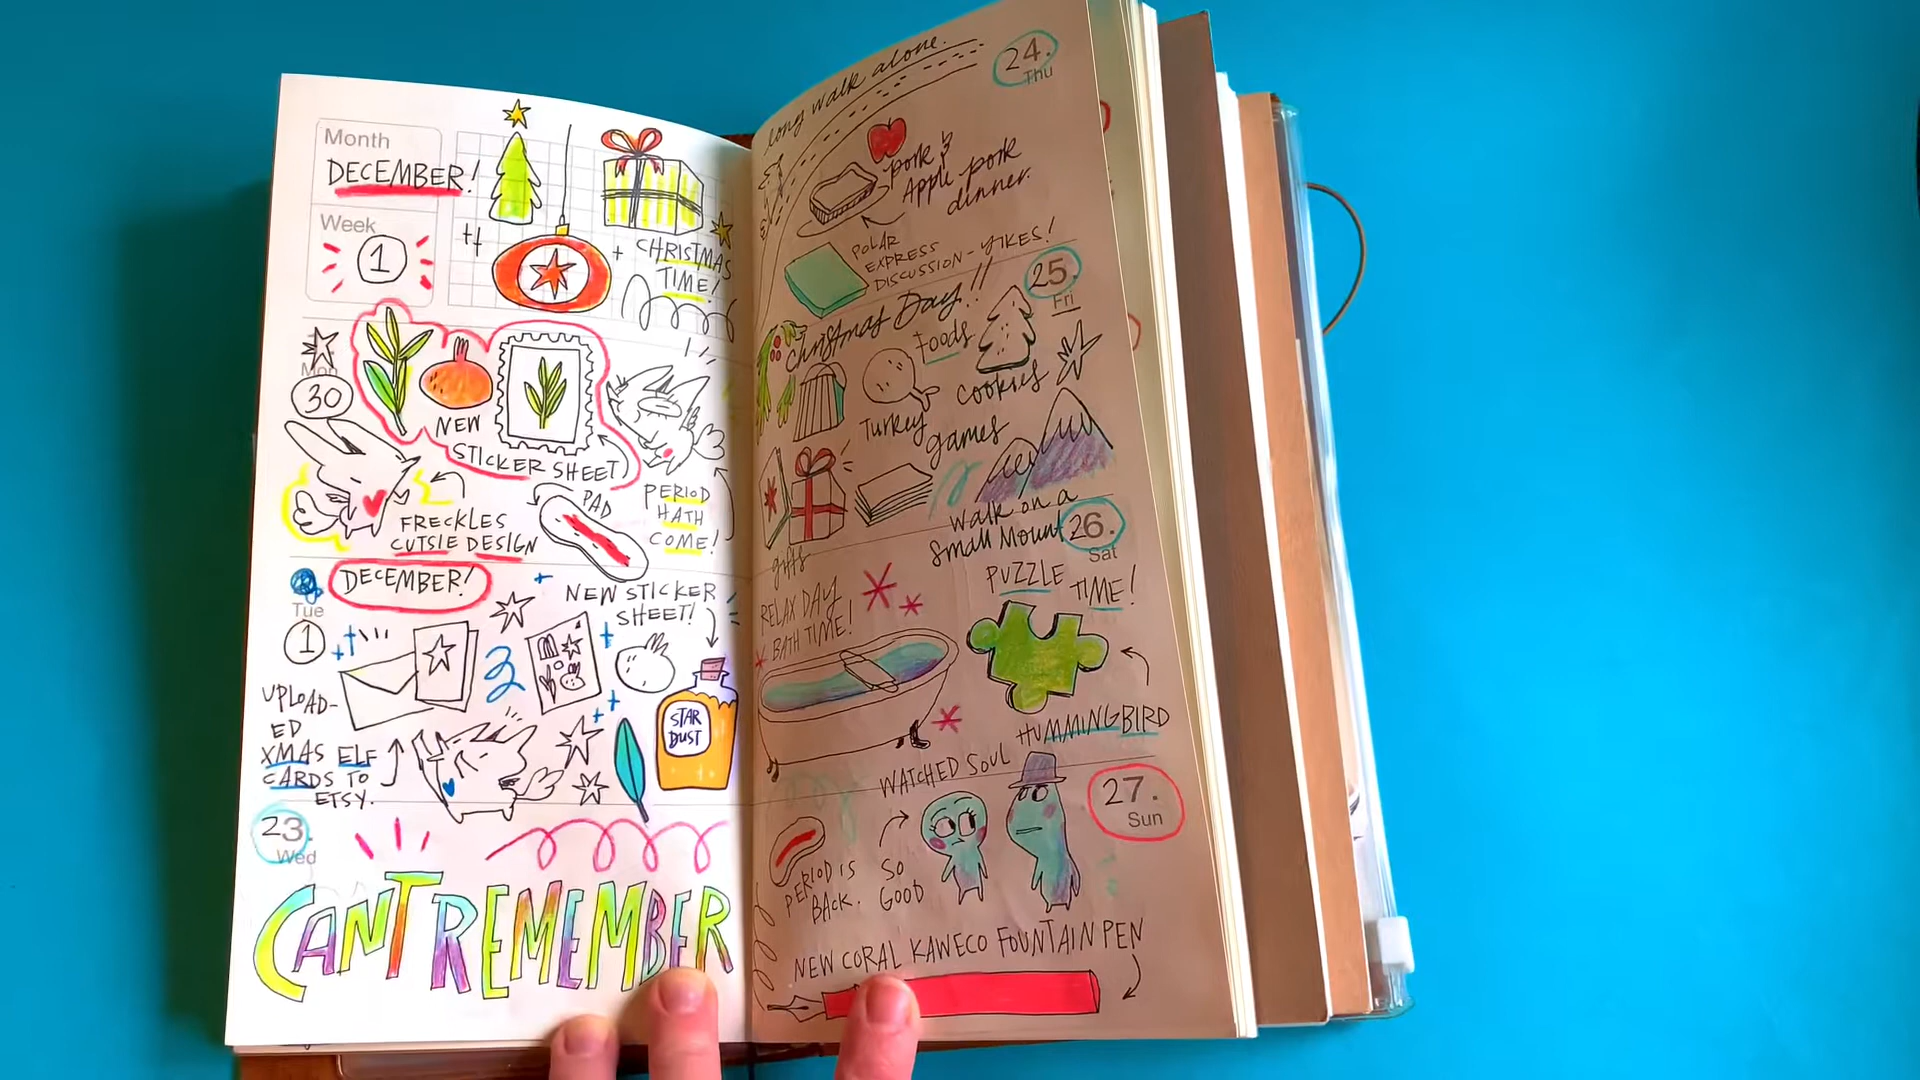 Month
DECEMBER!
Week
1
CHRISTMAS
TIME!
Mon
30
NEW
STICKER SHEET
FRECKLES
CUTSIE DESIGN
PAD
PERIOD
HATH
COME!
DECEMBER!
Tue
1
NEW STICKER
SHEET!
UPLOAD-
ED
XMAS ELF
CARDS TO
ETSY.
STAR
DUST
23.
Wed
CANT REMEMBER
long walk alone.
24.
Thu
pork &
Apple pork
dinner.
POLAR
EXPRESS
DISCUSSION - YIKES!
25.
Fri
Christmas Day!!
Foods
Turkey
cookies
games
gifts
walk on a
small Mount
26.
Sat
RELAX DAY
BATH TIME!
PUZZLE
TIME!
HUMMINGBIRD
WATCHED SOUL
27.
Sun
PERIOD IS
BACK.
SO
GOOD
NEW CORAL KAWECO FOUNTAIN PEN